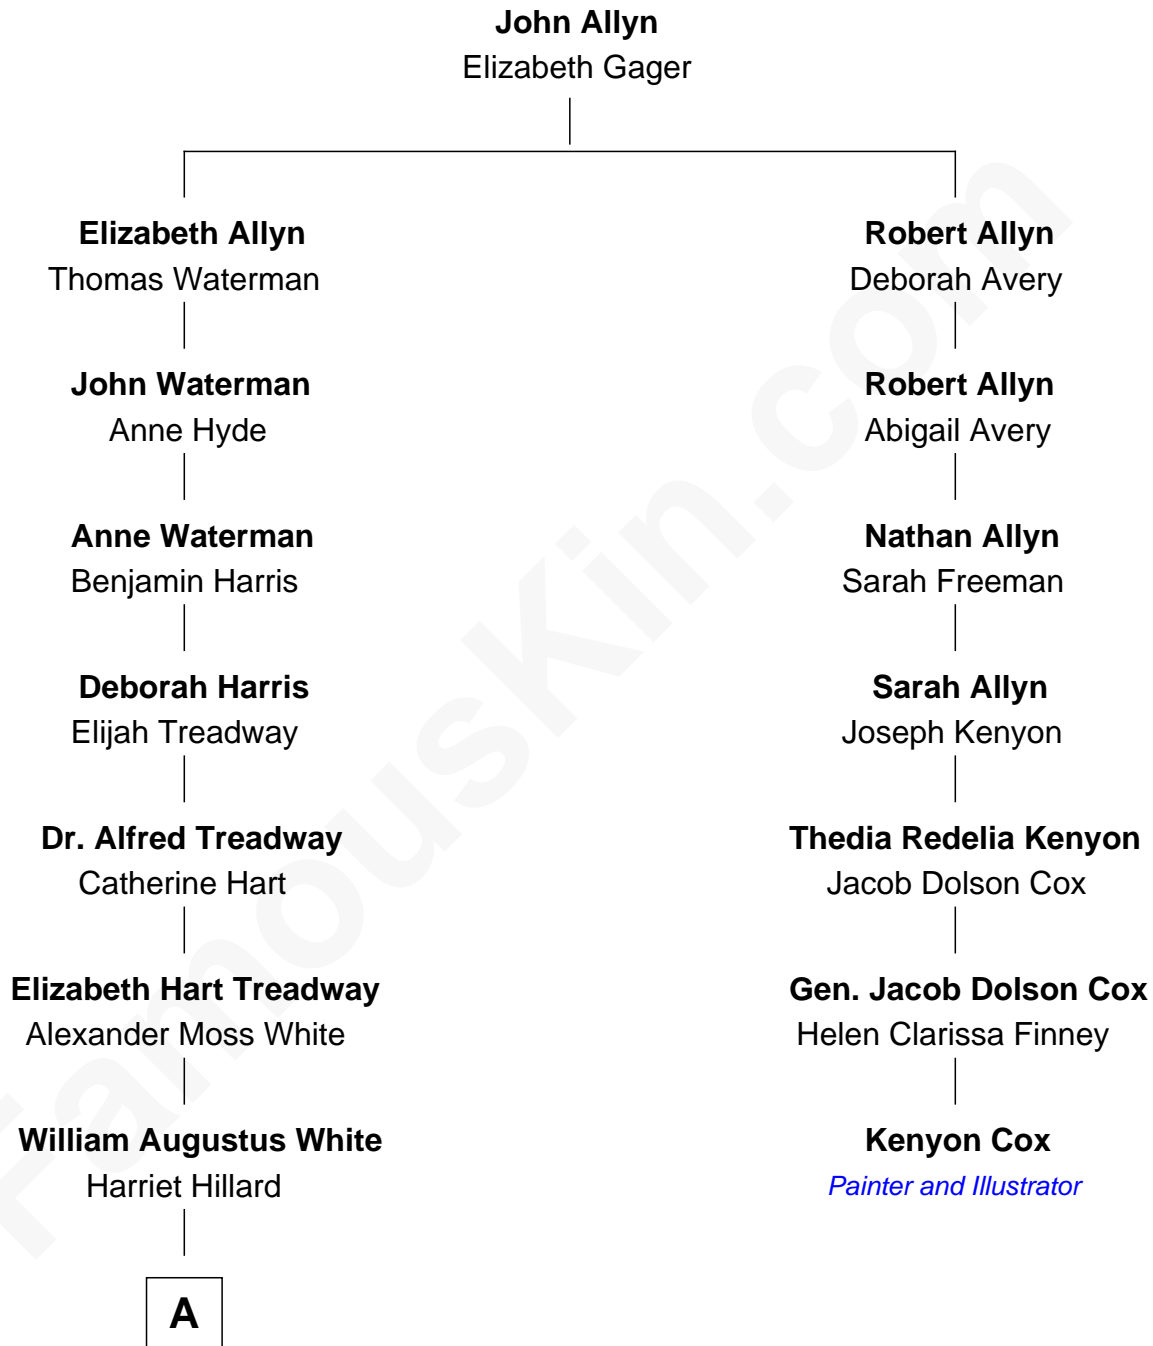 John Allyn
Elizabeth Gager
Elizabeth Allyn
Thomas Waterman
Robert Allyn
Deborah Avery
John Waterman
Anne Hyde
Robert Allyn
Abigail Avery
Anne Waterman
Benjamin Harris
Nathan Allyn
Sarah Freeman
Deborah Harris
Elijah Treadway
Sarah Allyn
Joseph Kenyon
Dr. Alfred Treadway
Catherine Hart
Thedia Redelia Kenyon
Jacob Dolson Cox
Elizabeth Hart Treadway
Alexander Moss White
Gen. Jacob Dolson Cox
Helen Clarissa Finney
William Augustus White
Harriet Hillard
Kenyon Cox
Painter and Illustrator
A
FamousKin.com